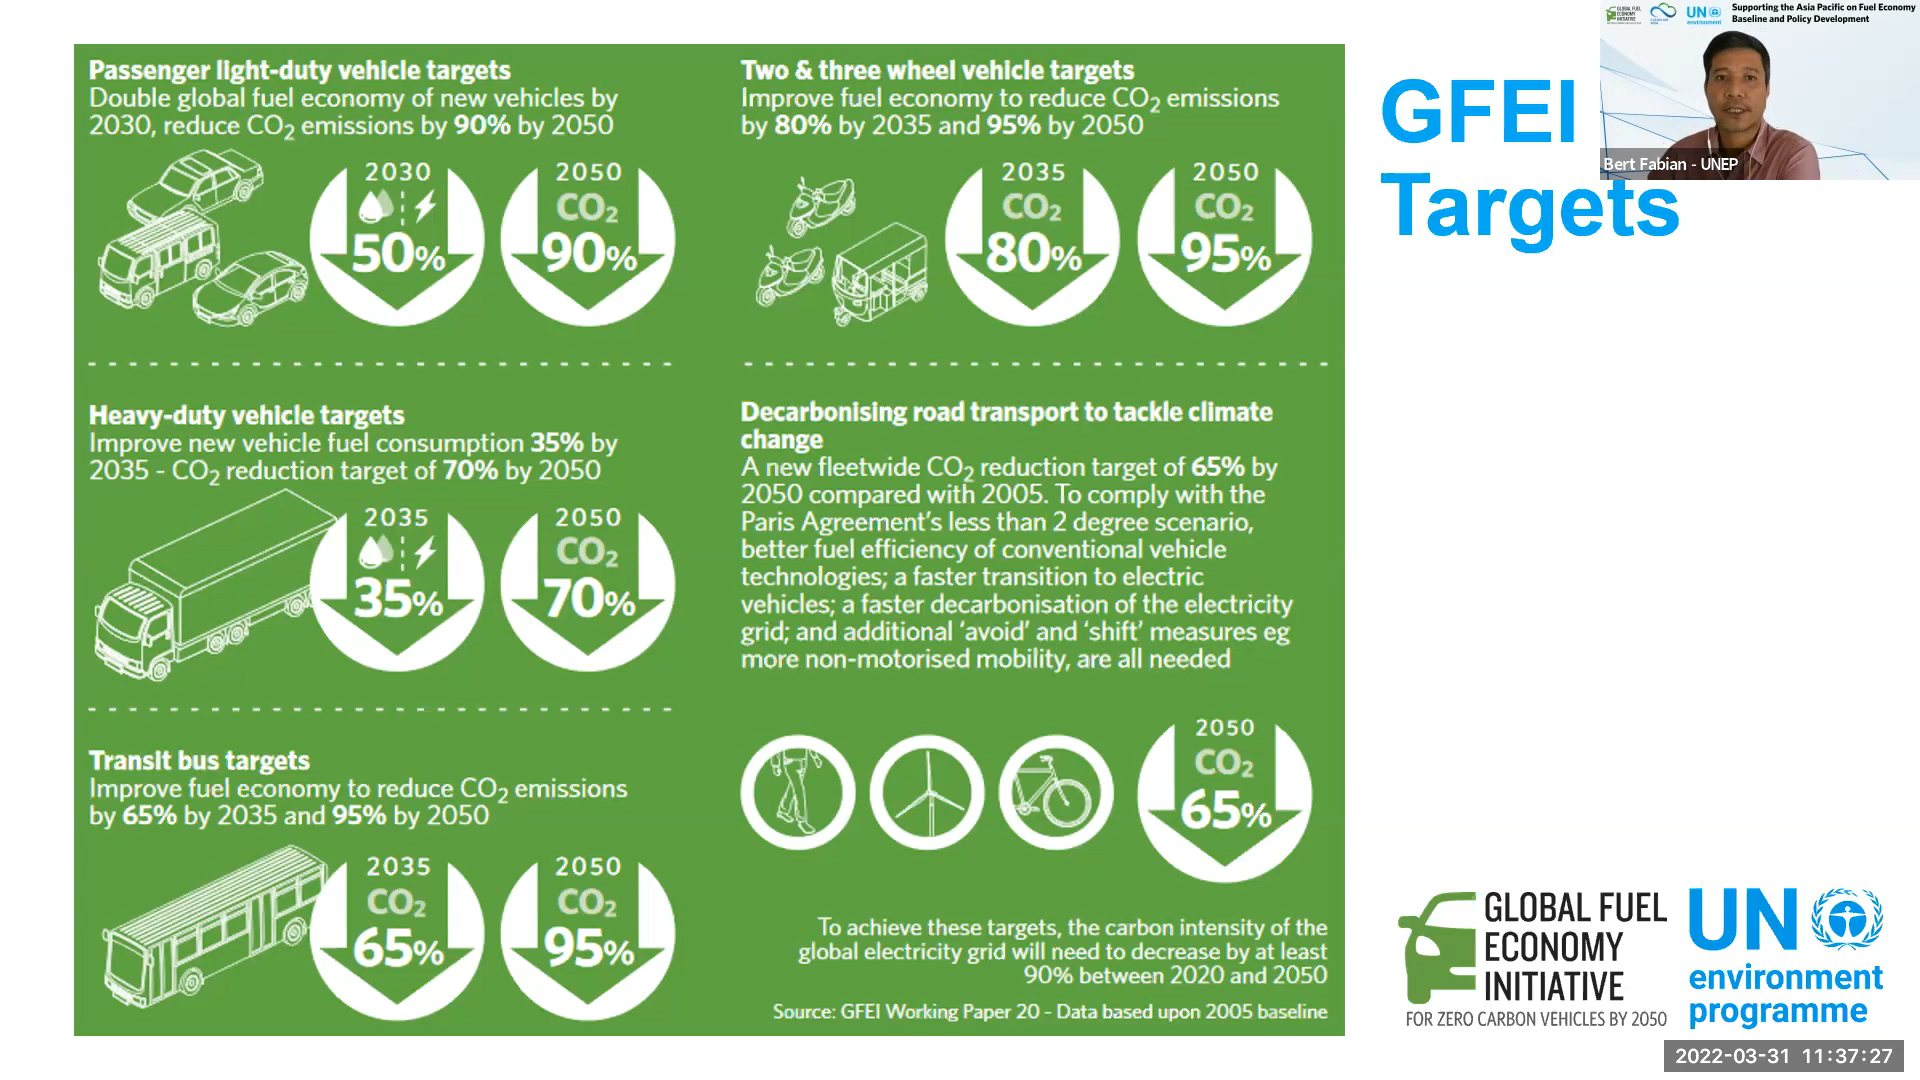 Passenger light-duty vehicle targets
Double global fuel economy of new vehicles by
2030, reduce CO2 emissions by 90% by 2050
2030
50%
2050
CO2
90%
Heavy-duty vehicle targets
Improve new vehicle fuel consumption 35% by
2035 - CO2 reduction target of 70% by 2050
2035
35%
2050
CO2
70%
Transit bus targets
Improve fuel economy to reduce CO2 emissions
by 65% by 2035 and 95% by 2050
2035
CO2
65%
2050
CO2
95%
Two & three wheel vehicle targets
Improve fuel economy to reduce CO2 emissions
by 80% by 2035 and 95% by 2050
2035
CO2
80%
2050
CO2
95%
Decarbonising road transport to tackle climate
change
A new fleetwide CO2 reduction target of 65% by
2050 compared with 2005. To comply with the
Paris Agreement's less than 2 degree scenario,
better fuel efficiency of conventional vehicle
technologies; a faster transition to electric
vehicles; a faster decarbonisation of the electricity
grid; and additional 'avoid' and 'shift' measures eg
more non-motorised mobility, are all needed
2050
CO2
65%
To achieve these targets, the carbon intensity of the
global electricity grid will need to decrease by at least
90% between 2020 and 2050
Source: GFEI Working Paper 20 - Data based upon 2005 baseline
GFEI
Targets
GLOBAL FUEL
ECONOMY
INITIATIVE
UN
environment
Supporting the Asia Pacific on Fuel Economy
Baseline and Policy Development
Bert Fabian - UNEP
GLOBAL FUEL
ECONOMY
INITIATIVE
FOR ZERO CARBON VEHICLES BY 2050
UN
environment
programme
2022-03-31 11:37:27